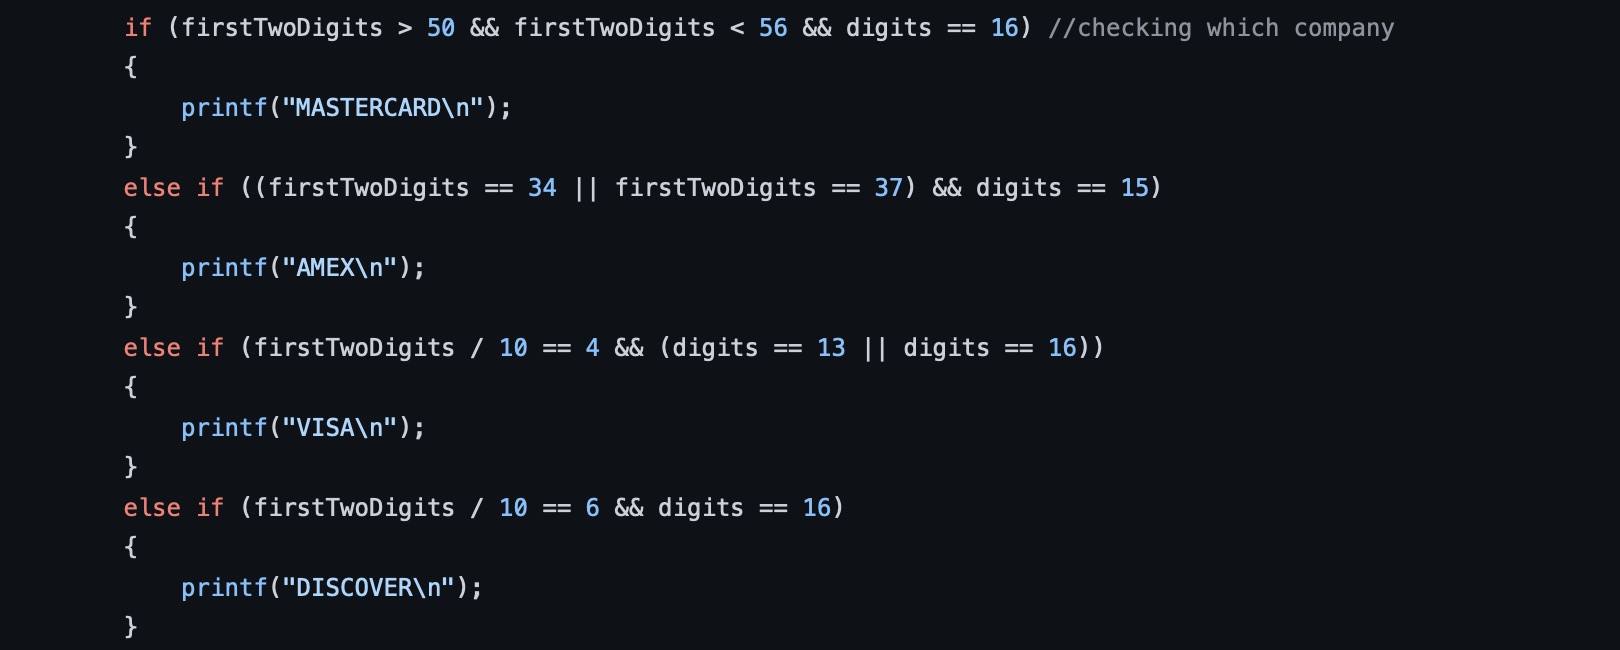 if (firstTwoDigits > 50 && firstTwoDigits < 56 && digits == 16) //checking which company
{
    printf("MASTERCARD\n");
}
else if ((firstTwoDigits == 34 || firstTwoDigits == 37) && digits == 15)
{
    printf("AMEX\n");
}
else if (firstTwoDigits / 10 == 4 && (digits == 13 || digits == 16))
{
    printf("VISA\n");
}
else if (firstTwoDigits / 10 == 6 && digits == 16)
{
    printf("DISCOVER\n");
}